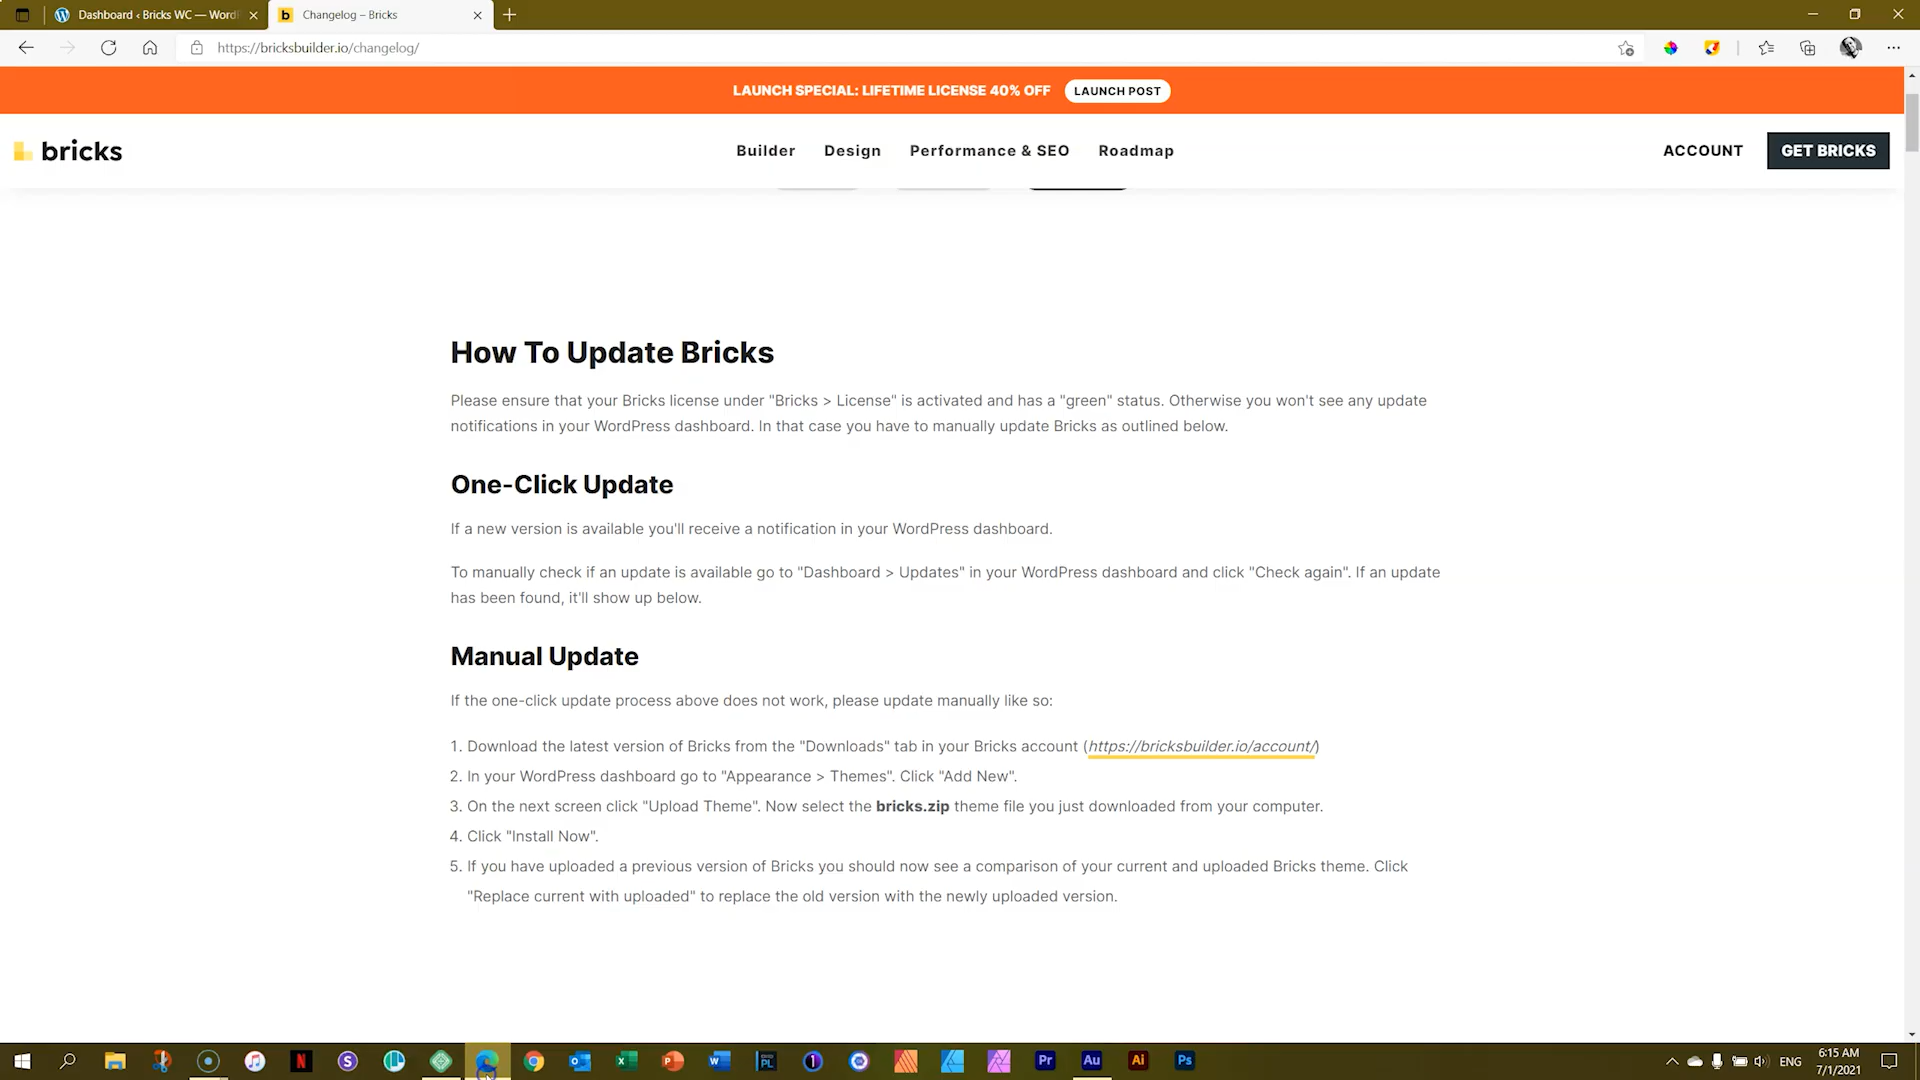 Dashboard ‹ Bricks WC — Word
Changelog – Bricks
https://bricksbuilder.io/changelog/
LAUNCH SPECIAL: LIFETIME LICENSE 40% OFF
LAUNCH POST
bricks
Builder
Design
Performance & SEO
Roadmap
ACCOUNT
GET BRICKS
How To Update Bricks
Please ensure that your Bricks license under "Bricks > License" is activated and has a "green" status. Otherwise you won't see any update
notifications in your WordPress dashboard. In that case you have to manually update Bricks as outlined below.
One-Click Update
If a new version is available you'll receive a notification in your WordPress dashboard.
To manually check if an update is available go to "Dashboard > Updates" in your WordPress dashboard and click "Check again". If an update
has been found, it'll show up below.
Manual Update
If the one-click update process above does not work, please update manually like so:
1. Download the latest version of Bricks from the "Downloads" tab in your Bricks account (https://bricksbuilder.io/account/)
2. In your WordPress dashboard go to "Appearance > Themes". Click "Add New".
3. On the next screen click "Upload Theme". Now select the bricks.zip theme file you just downloaded from your computer.
4. Click "Install Now".
5. If you have uploaded a previous version of Bricks you should now see a comparison of your current and uploaded Bricks theme. Click
"Replace current with uploaded" to replace the old version with the newly uploaded version.
Pr
Au
Ai
Ps
ENG
6:15 AM
7/1/2021